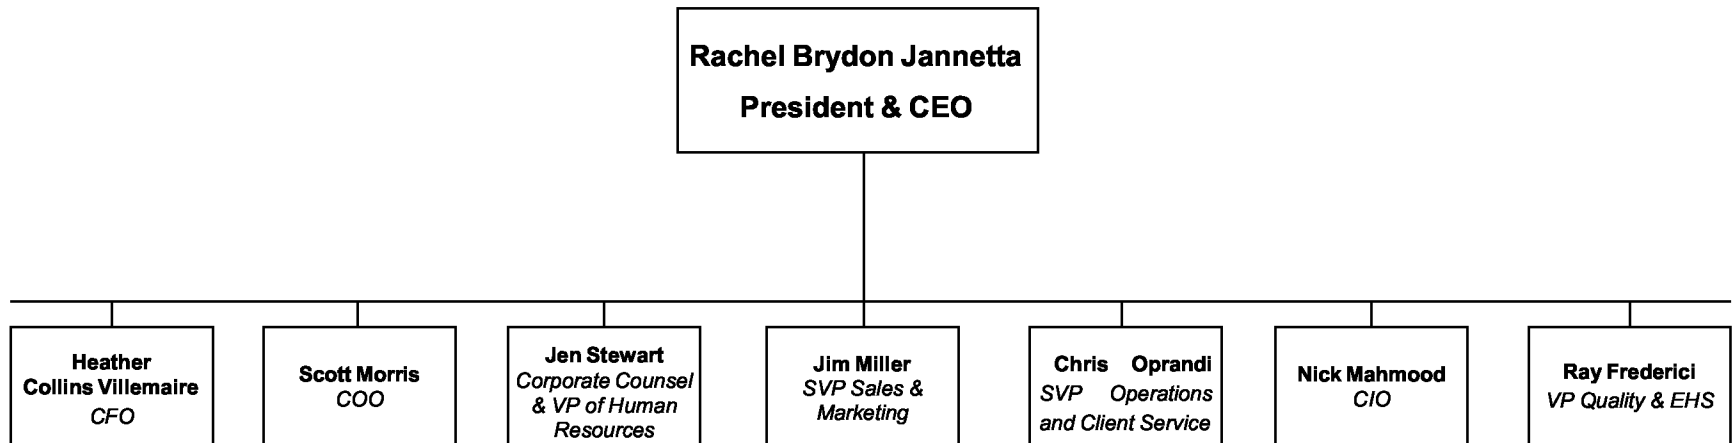 Rachel Brydon Jannetta
President & CEO
Heather
Collins Villemaire
CFO
Scott Morris
COO
Jen Stewart
Corporate Counsel
& VP of Human
Resources
Jim Miller
SVP Sales &
Marketing
Chris Oprandi
SVP Operations
and Client Service
Nick Mahmood
CIO
Ray Frederici
VP Quality & EHS